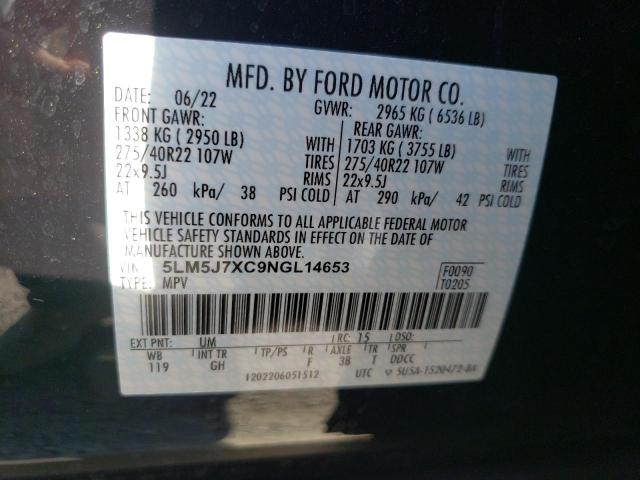 MFD. BY FORD MOTOR CO.
DATE: 06/22 GVWR: 2965 KG ( 6536 LB)
FRONT GAWR: REAR GAWR:
1338 KG ( 2950 LB) WITH 1703 KG ( 3755 LB) WITH
275/40R22 107W TIRES 275/40R22 107W TIRES
22x9.5J RIMS 22x9.5J RIMS
AT 260 kPa/ 38 PSI COLD AT 290 kPa/ 42 PSI COLD
THIS VEHICLE CONFORMS TO ALL APPLICABLE FEDERAL MOTOR
VEHICLE SAFETY STANDARDS IN EFFECT ON THE DATE OF
MANUFACTURE SHOWN ABOVE.
VIN: 5LM5J7XC9NGL14653 F0090
TYPE: MPV T0205
EXT PNT: UM RC: 15 DSO:
WB INT TR TP/PS R AXLE TR SPR
119 GH F 3B T DDCC
1202206051512 UTC